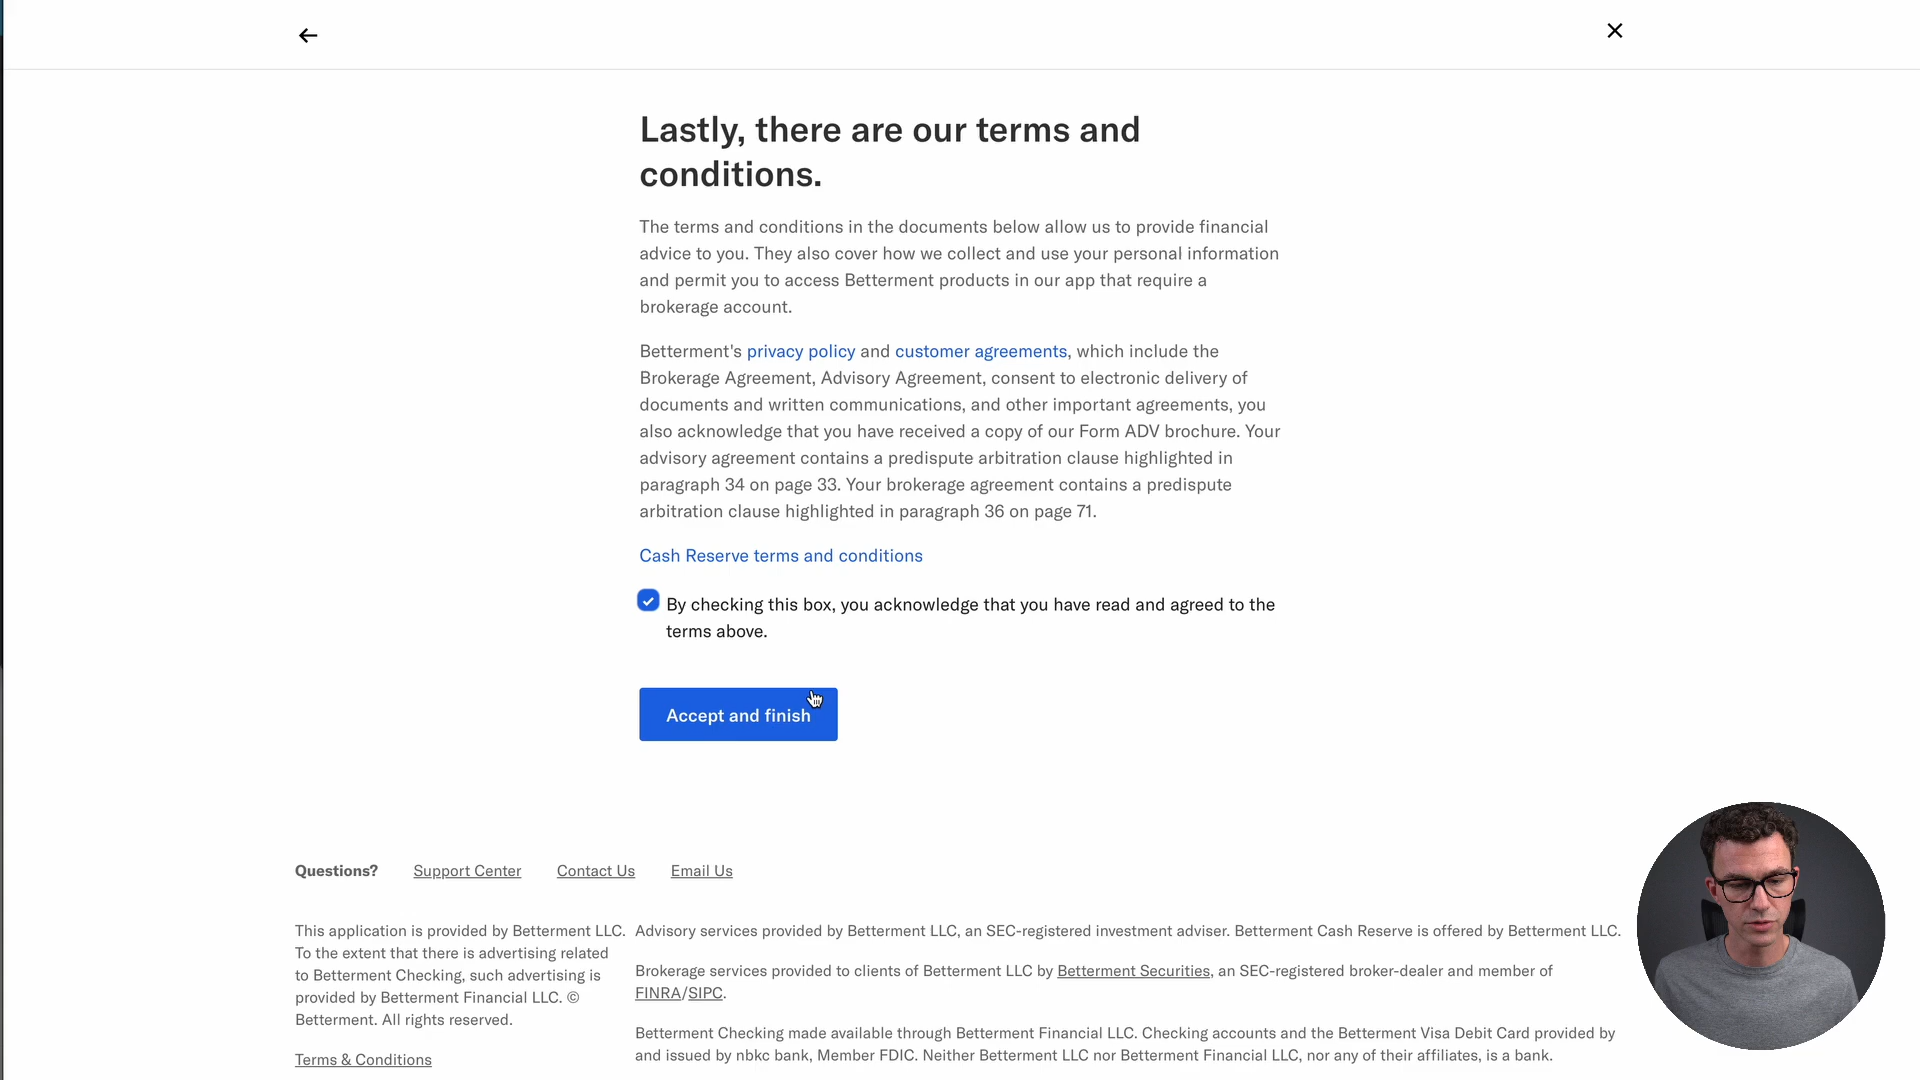 Lastly, there are our terms and
conditions.
The terms and conditions in the documents below allow us to provide financial
advice to you. They also cover how we collect and use your personal information
and permit you to access Betterment products in our app that require a
brokerage account.
Betterment's privacy policy and customer agreements, which include the
Brokerage Agreement, Advisory Agreement, consent to electronic delivery of
documents and written communications, and other important agreements, you
also acknowledge that you have received a copy of our Form ADV brochure. Your
advisory agreement contains a predispute arbitration clause highlighted in
paragraph 34 on page 33. Your brokerage agreement contains a predispute
arbitration clause highlighted in paragraph 36 on page 71.
Cash Reserve terms and conditions
By checking this box, you acknowledge that you have read and agreed to the
terms above.
Accept and finish
Questions? Support Center Contact Us Email Us
This application is provided by Betterment LLC.
To the extent that there is advertising related
to Betterment Checking, such advertising is
provided by Betterment Financial LLC. ©
Betterment. All rights reserved.
Terms & Conditions
Advisory services provided by Betterment LLC, an SEC-registered investment adviser. Betterment Cash Reserve is offered by Betterment LLC.
Brokerage services provided to clients of Betterment LLC by Betterment Securities, an SEC-registered broker-dealer and member of
FINRA/SIPC.
Betterment Checking made available through Betterment Financial LLC. Checking accounts and the Betterment Visa Debit Card provided by
and issued by nbkc bank, Member FDIC. Neither Betterment LLC nor Betterment Financial LLC, nor any of their affiliates, is a bank.